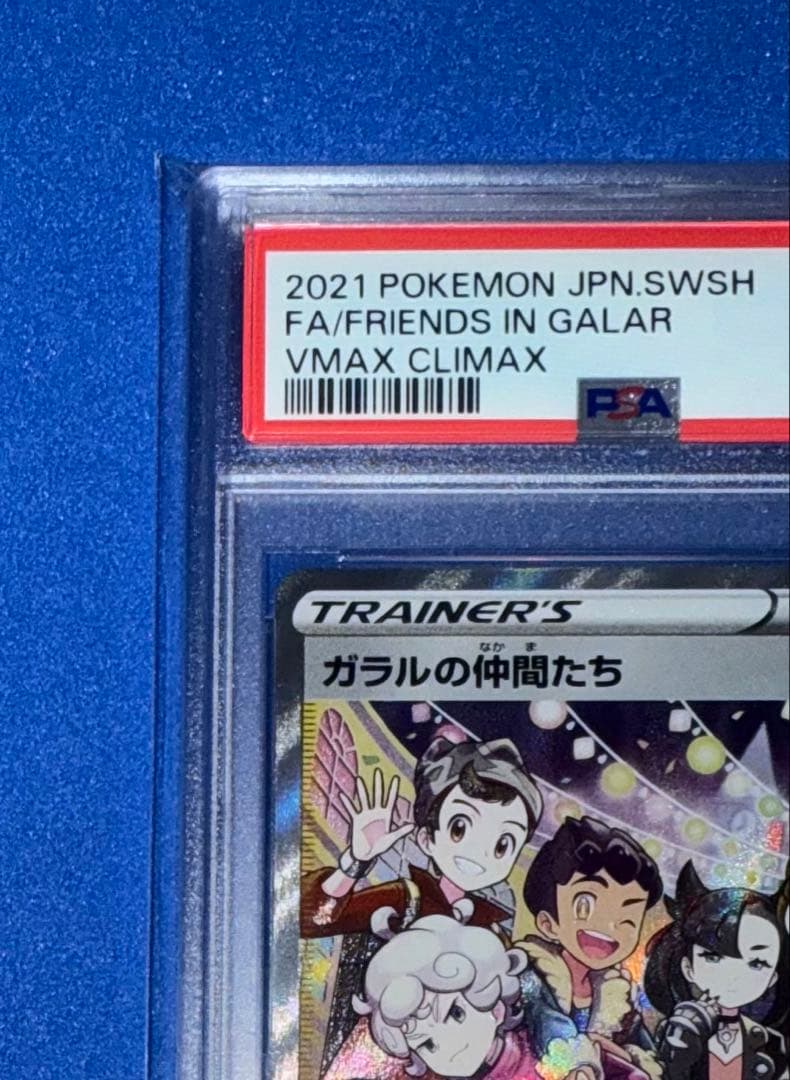 2021 POKEMON JPN.SWSH
FA/FRIENDS IN GALAR
VMAX CLIMAX
PSA
TRAINER'S
なかま
ガラルの仲間たち